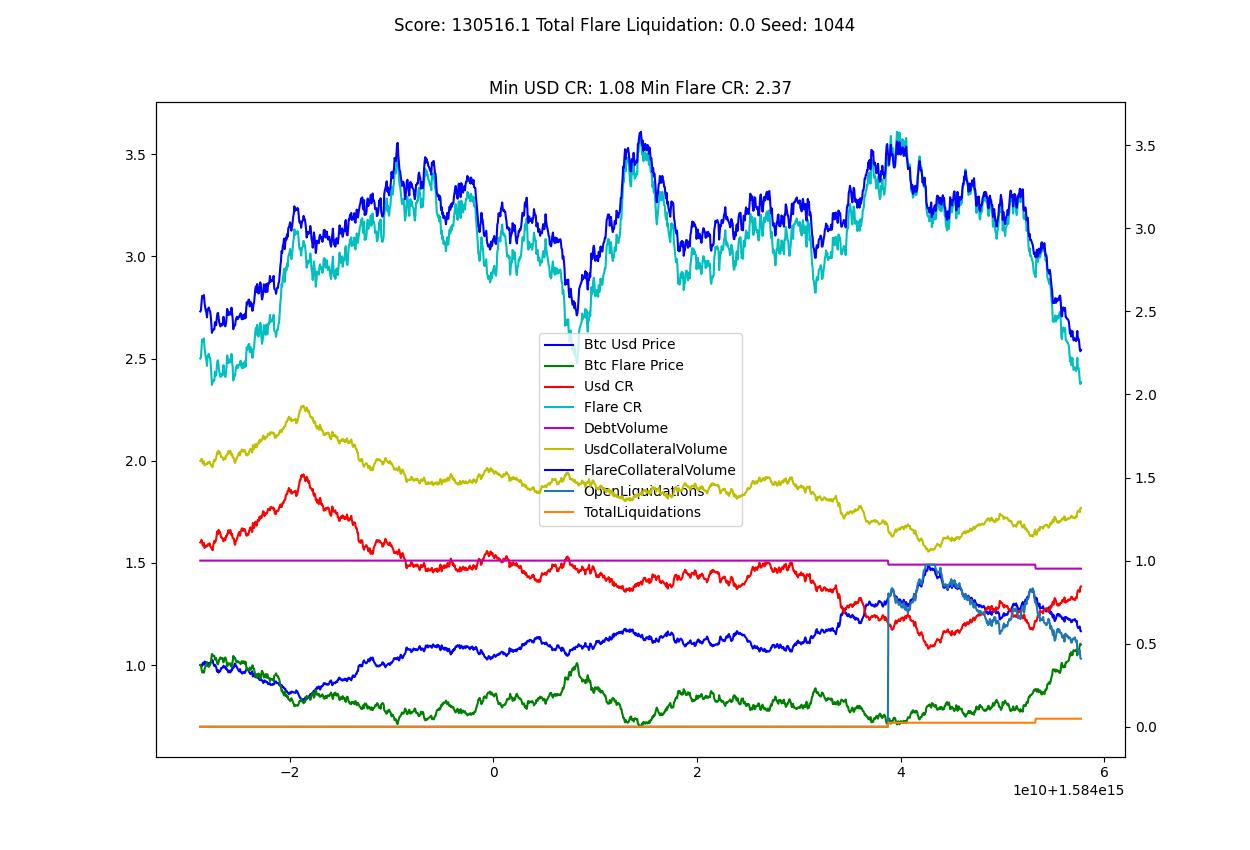 Score: 130516.1 Total Flare Liquidation: 0.0 Seed: 1044
Min USD CR: 1.08 Min Flare CR: 2.37
3.5
3.0
2.5
2.0
1.5
1.0
3.5
3.0
2.5
2.0
1.5
1.0
0.5
0.0
Btc Usd Price
Btc Flare Price
Usd CR
Flare CR
DebtVolume
UsdCollateralVolume
FlareCollateralVolume
OpenLiquidations
TotalLiquidations
−2
0
2
4
6
1e10+1.584e15